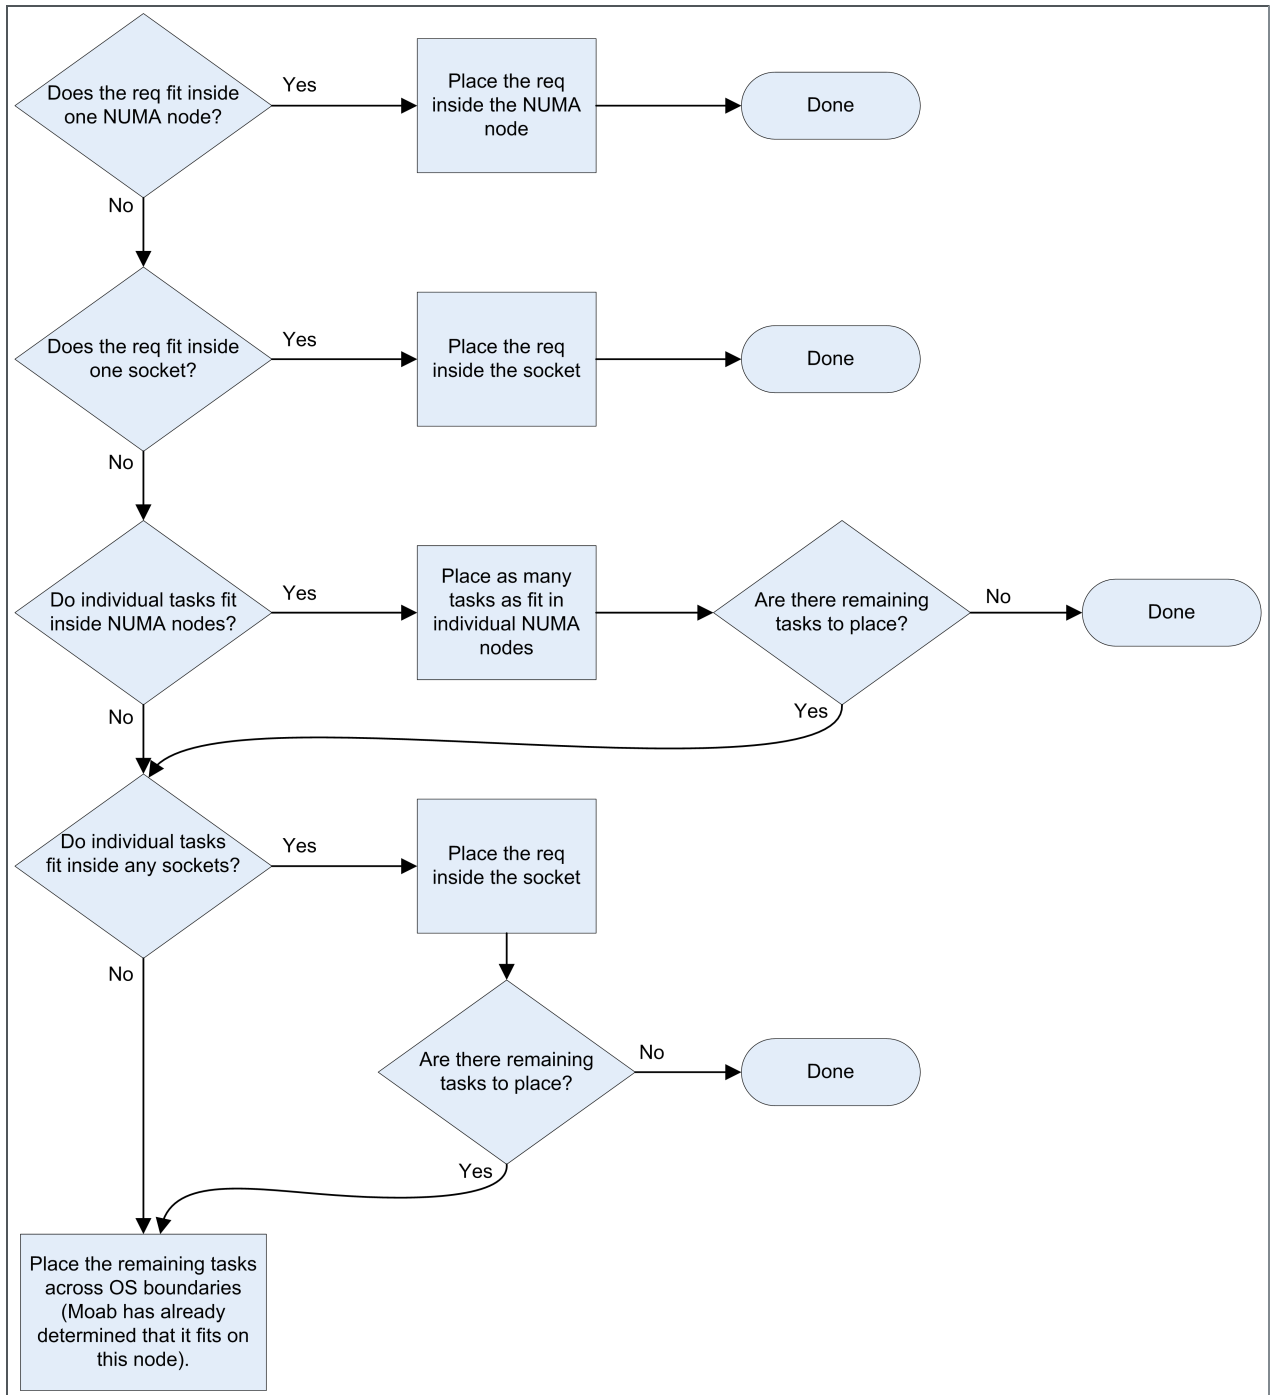 Does the req fit inside
one NUMA node?
Yes
Place the req
inside the NUMA
node
Done
No
Does the req fit inside
one socket?
Yes
Place the req
inside the socket
Done
No
Do individual tasks fit
inside NUMA nodes?
Yes
Place as many
tasks as fit in
individual NUMA
nodes
Are there remaining
tasks to place?
No
Done
Yes
No
Do individual tasks
fit inside any sockets?
Yes
Place the req
inside the socket
No
Are there remaining
tasks to place?
No
Done
Yes
Place the remaining tasks
across OS boundaries
(Moab has already
determined that it fits on
this node).